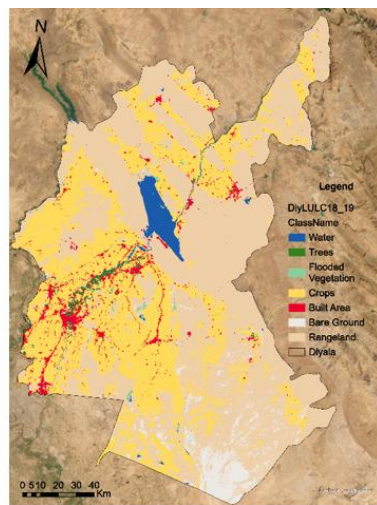 N
Legend
DiyLULC18_19
ClassName
Water
Trees
Flooded
Vegetation
Crops
Built Area
Bare Ground
Rangeland
Diyala
0 5 10 20 30 40
Km